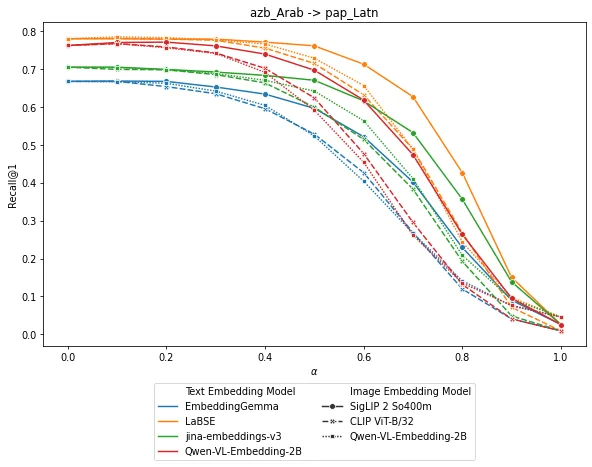 azb_Arab -> pap_Latn
Recall@1
0.8
0.7
0.6
0.5
0.4
0.3
0.2
0.1
0.0
0.0 0.2 0.4 0.6 0.8 1.0
α
Text Embedding Model Image Embedding Model
EmbeddingGemma SigLIP 2 So400m
LaBSE CLIP ViT-B/32
jina-embeddings-v3 Qwen-VL-Embedding-2B
Qwen-VL-Embedding-2B